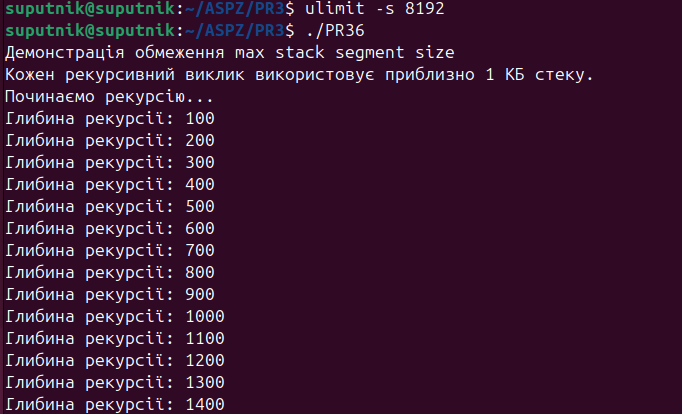 suputnik@suputnik:~/ASPZ/PR3$ ulimit -s 8192
suputnik@suputnik:~/ASPZ/PR3$ ./PR36
Демонстрація обмеження max stack segment size
Кожен рекурсивний виклик використовує приблизно 1 КБ стеку.
Починаємо рекурсію...
Глибина рекурсії: 100
Глибина рекурсії: 200
Глибина рекурсії: 300
Глибина рекурсії: 400
Глибина рекурсії: 500
Глибина рекурсії: 600
Глибина рекурсії: 700
Глибина рекурсії: 800
Глибина рекурсії: 900
Глибина рекурсії: 1000
Глибина рекурсії: 1100
Глибина рекурсії: 1200
Глибина рекурсії: 1300
Глибина рекурсії: 1400